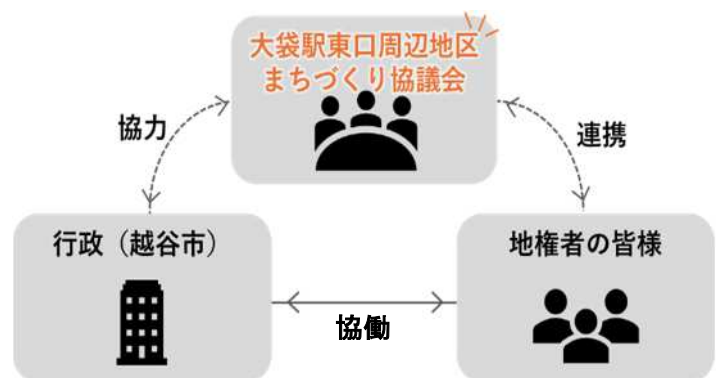 大袋駅東口周辺地区
まちづくり協議会
協力
連携
行政（越谷市）
地権者の皆様
協働